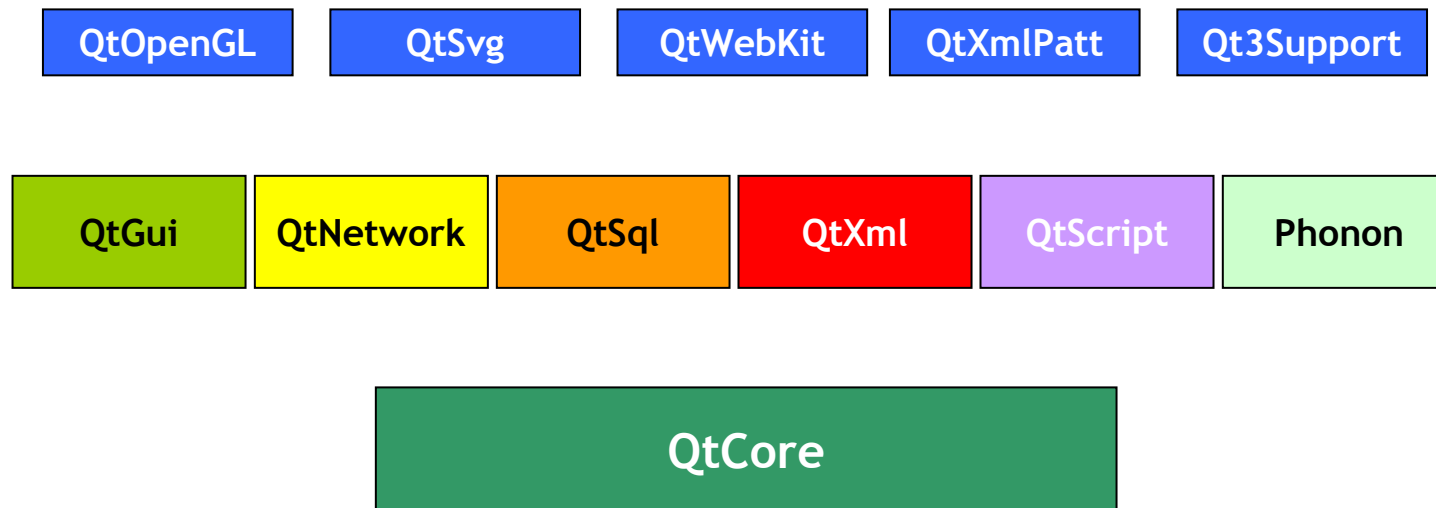 QtOpenGL QtSvg QtWebKit QtXmlPatt Qt3Support
QtGui QtNetwork QtSql QtXml QtScript Phonon
QtCore